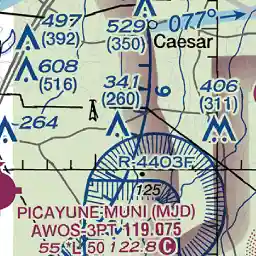 497
(392)
529
(350)
077°
Caesar
608
(516)
341
(260)
9
406
(311)
264
R-4403F
125
PICAYUNE MUNI (MJD)
AWOS-3PT 119.075
55 *L 50 122.8 C